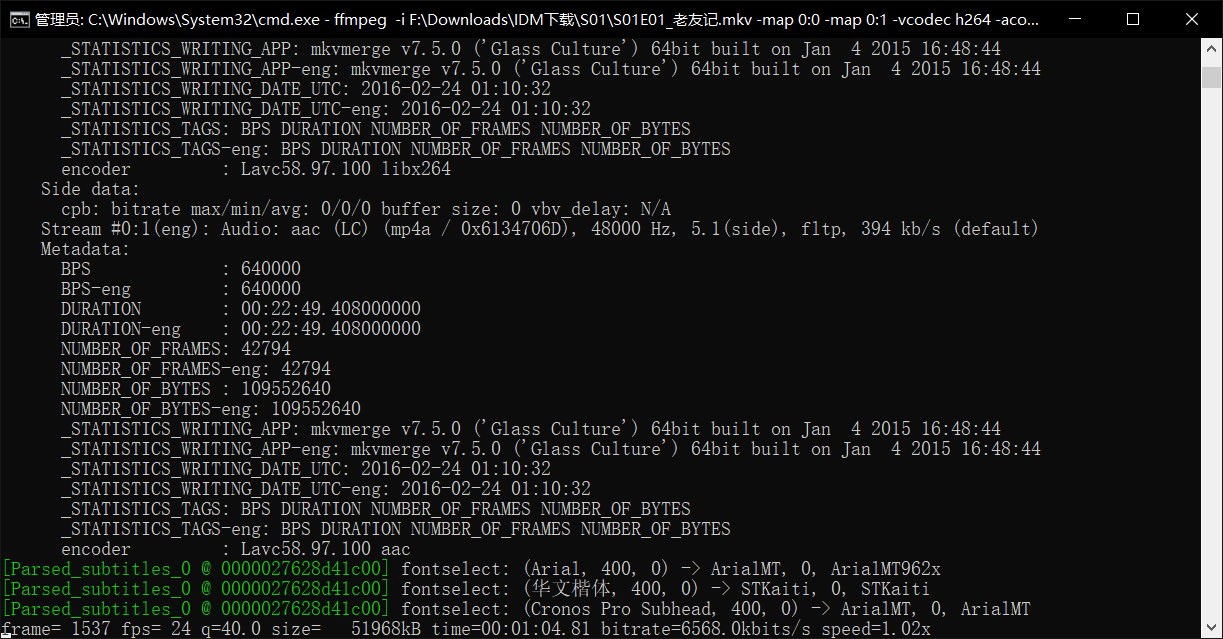 管理员: C:\Windows\System32\cmd.exe - ffmpeg  -i F:\Downloads\IDM下载\S01\S01E01_老友记.mkv -map 0:0 -map 0:1 -vcodec h264 -aco...
_STATISTICS_WRITING_APP: mkvmerge v7.5.0 ('Glass Culture') 64bit built on Jan  4 2015 16:48:44
_STATISTICS_WRITING_APP-eng: mkvmerge v7.5.0 ('Glass Culture') 64bit built on Jan  4 2015 16:48:44
_STATISTICS_WRITING_DATE_UTC: 2016-02-24 01:10:32
_STATISTICS_WRITING_DATE_UTC-eng: 2016-02-24 01:10:32
_STATISTICS_TAGS: BPS DURATION NUMBER_OF_FRAMES NUMBER_OF_BYTES
_STATISTICS_TAGS-eng: BPS DURATION NUMBER_OF_FRAMES NUMBER_OF_BYTES
encoder         : Lavc58.97.100 libx264
Side data:
cpb: bitrate max/min/avg: 0/0/0 buffer size: 0 vbv_delay: N/A
Stream #0:1(eng): Audio: aac (LC) (mp4a / 0x6134706D), 48000 Hz, 5.1(side), fltp, 394 kb/s (default)
Metadata:
BPS             : 640000
BPS-eng         : 640000
DURATION        : 00:22:49.408000000
DURATION-eng    : 00:22:49.408000000
NUMBER_OF_FRAMES: 42794
NUMBER_OF_FRAMES-eng: 42794
NUMBER_OF_BYTES : 109552640
NUMBER_OF_BYTES-eng: 109552640
_STATISTICS_WRITING_APP: mkvmerge v7.5.0 ('Glass Culture') 64bit built on Jan  4 2015 16:48:44
_STATISTICS_WRITING_APP-eng: mkvmerge v7.5.0 ('Glass Culture') 64bit built on Jan  4 2015 16:48:44
_STATISTICS_WRITING_DATE_UTC: 2016-02-24 01:10:32
_STATISTICS_WRITING_DATE_UTC-eng: 2016-02-24 01:10:32
_STATISTICS_TAGS: BPS DURATION NUMBER_OF_FRAMES NUMBER_OF_BYTES
_STATISTICS_TAGS-eng: BPS DURATION NUMBER_OF_FRAMES NUMBER_OF_BYTES
encoder         : Lavc58.97.100 aac
[Parsed_subtitles_0 @ 0000027628d41c00] fontselect: (Arial, 400, 0) -> ArialMT, 0, ArialMT962x
[Parsed_subtitles_0 @ 0000027628d41c00] fontselect: (华文楷体, 400, 0) -> STKaiti, 0, STKaiti
[Parsed_subtitles_0 @ 0000027628d41c00] fontselect: (Cronos Pro Subhead, 400, 0) -> ArialMT, 0, ArialMT
frame= 1537 fps= 24 q=40.0 size=   51968kB time=00:01:04.81 bitrate=6568.0kbits/s speed=1.02x